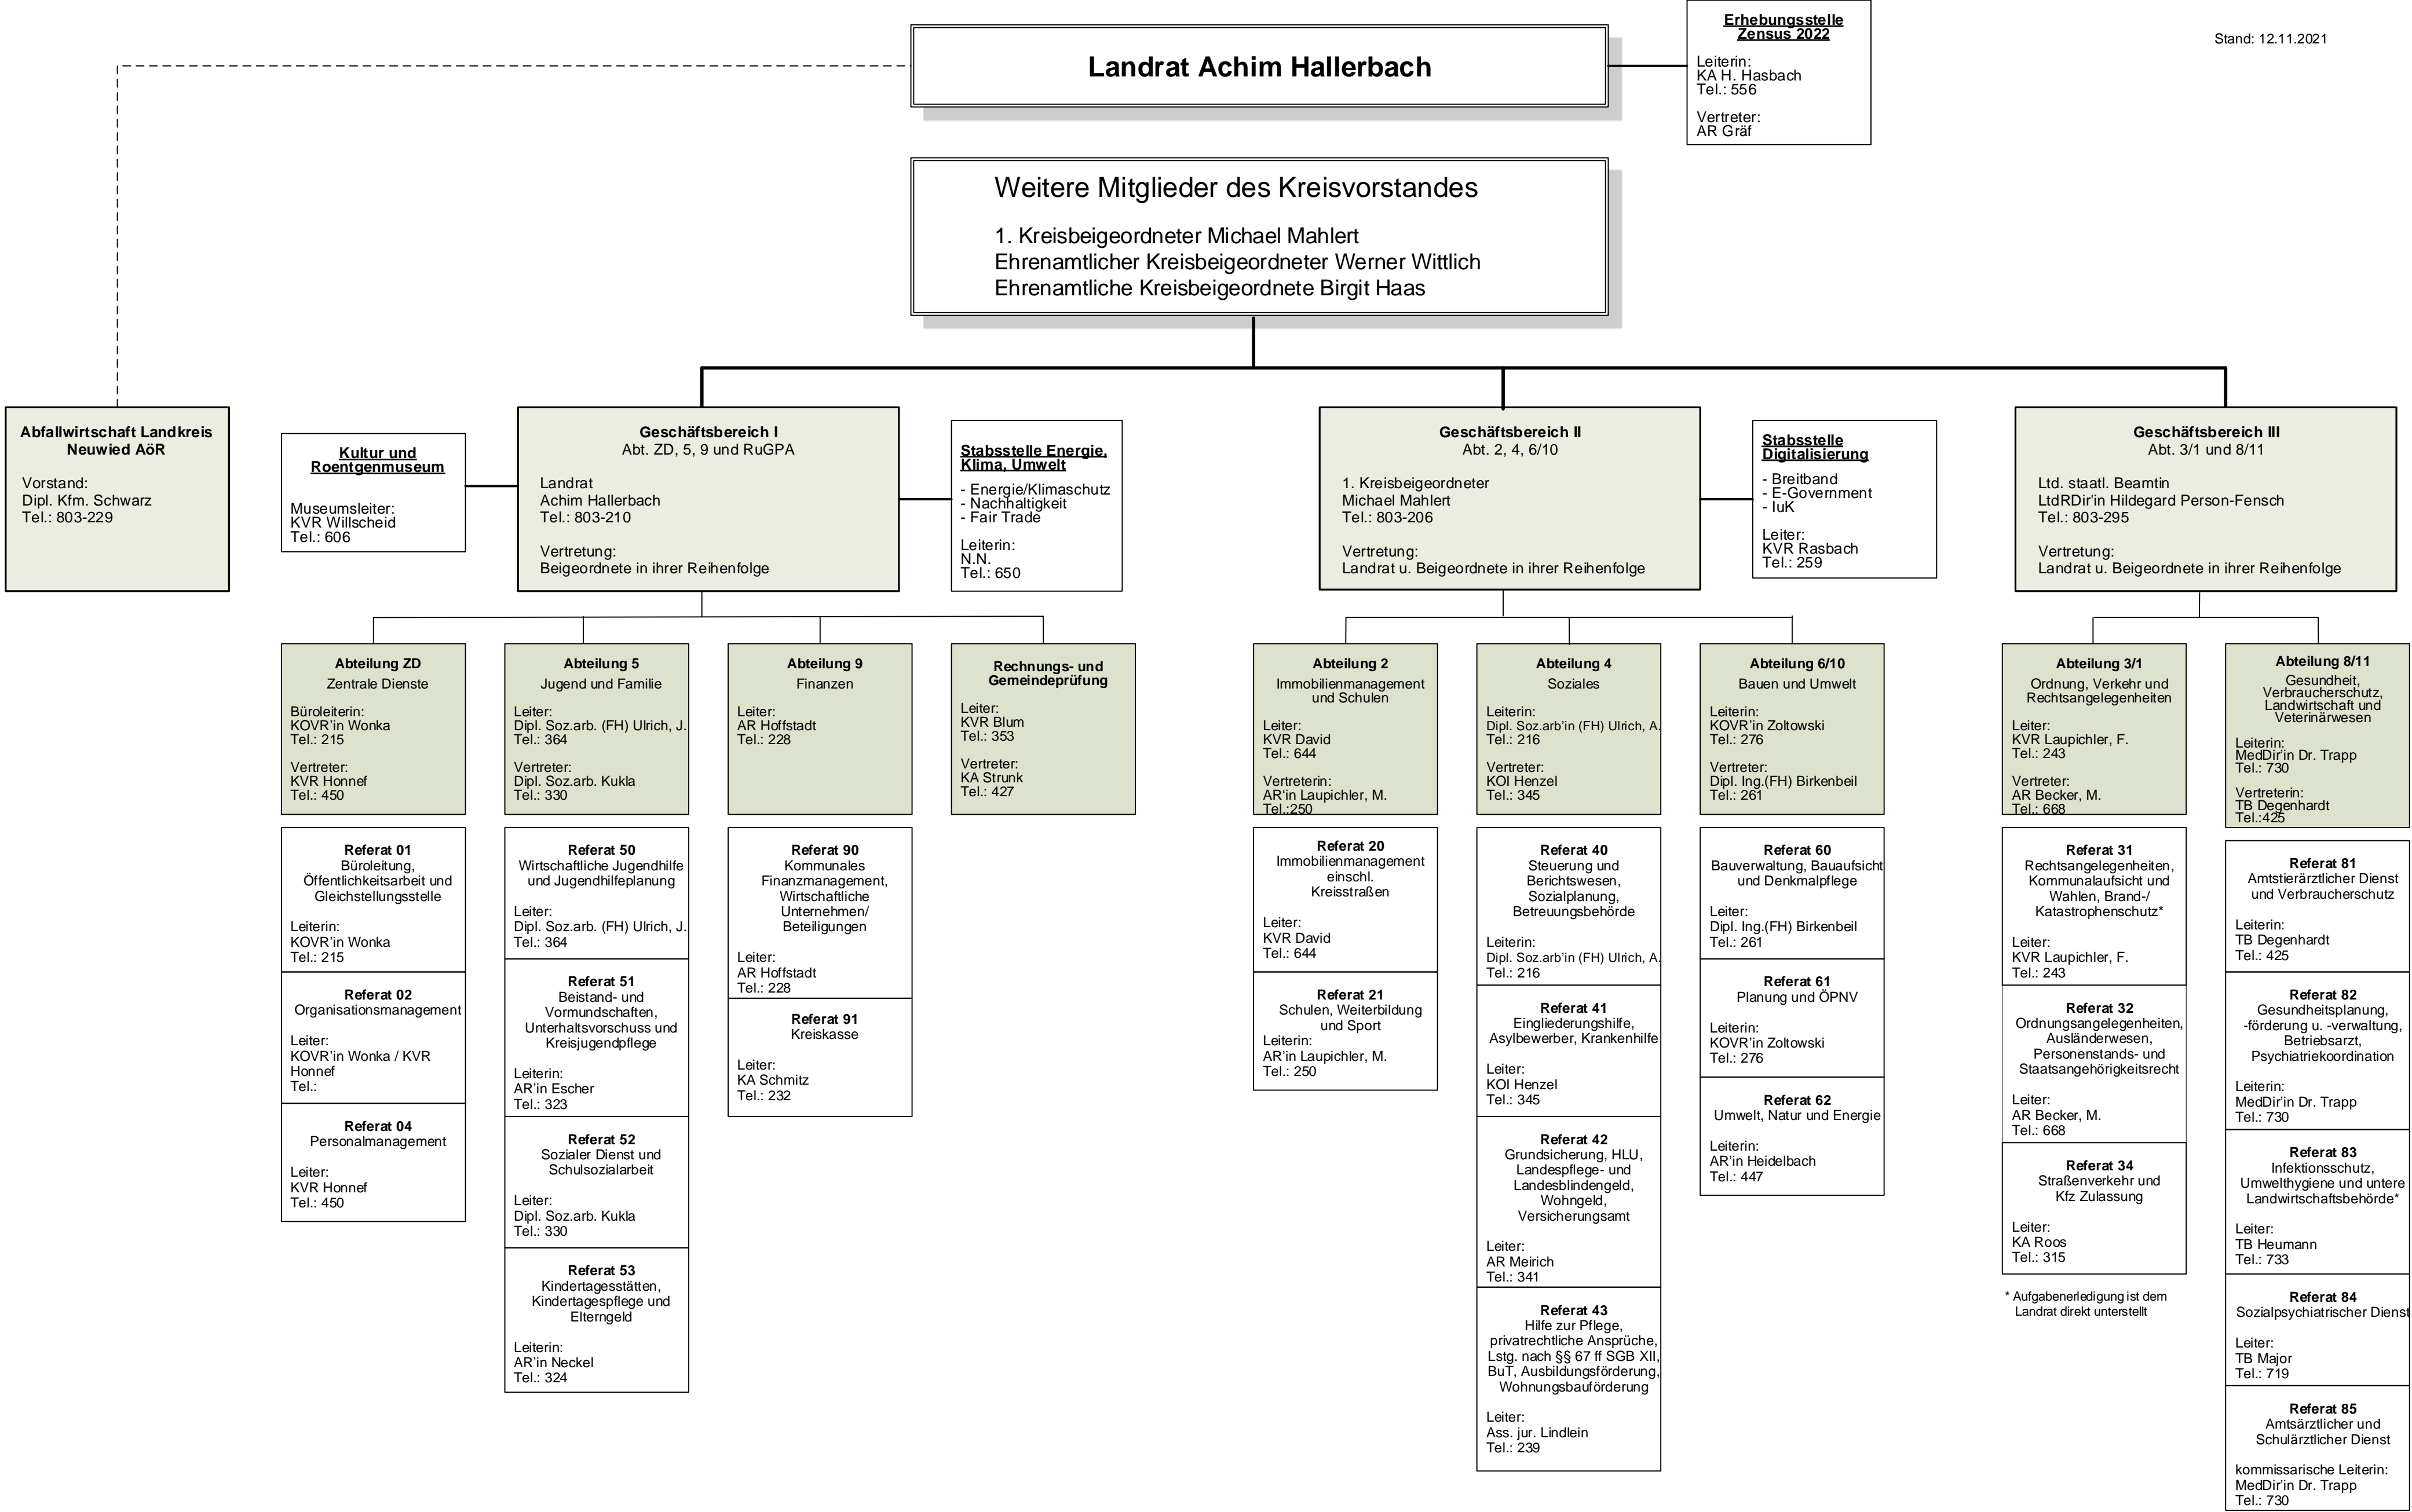 Landrat Achim Hallerbach
Erhebungsstelle
Zensus 2022
Leiterin:
KA H. Hasbach
Tel.: 556
Vertreter:
AR Gräf
Stand: 12.11.2021
Weitere Mitglieder des Kreisvorstandes
1. Kreisbeigeordneter Michael Mahlert
Ehrenamtlicher Kreisbeigeordneter Werner Wittlich
Ehrenamtliche Kreisbeigeordnete Birgit Haas
Abfallwirtschaft Landkreis
Neuwied AöR
Vorstand:
Dipl. Kfm. Schwarz
Tel.: 803-229
Kultur und
Roentgenmuseum
Museumsleiter:
KVR Willscheid
Tel.: 606
Geschäftsbereich I
Abt. ZD, 5, 9 und RuGPA
Landrat
Achim Hallerbach
Tel.: 803-210
Vertretung:
Beigeordnete in ihrer Reihenfolge
Stabsstelle Energie,
Klima, Umwelt
- Energie/Klimaschutz
- Nachhaltigkeit
- Fair Trade
Leiterin:
N.N.
Tel.: 650
Geschäftsbereich II
Abt. 2, 4, 6/10
1. Kreisbeigeordneter
Michael Mahlert
Tel.: 803-206
Vertretung:
Landrat u. Beigeordnete in ihrer Reihenfolge
Stabsstelle
Digitalisierung
- Breitband
- E-Government
- IuK
Leiter:
KVR Rasbach
Tel.: 259
Geschäftsbereich III
Abt. 3/1 und 8/11
Ltd. staatl. Beamtin
LtdRDir'in Hildegard Person-Fensch
Tel.: 803-295
Vertretung:
Landrat u. Beigeordnete in ihrer Reihenfolge
Abteilung ZD
Zentrale Dienste
Büroleiterin:
KOVR'in Wonka
Tel.: 215
Vertreter:
KVR Honnef
Tel.: 450
Referat 01
Büroleitung,
Öffentlichkeitsarbeit und
Gleichstellungsstelle
Leiterin:
KOVR'in Wonka
Tel.: 215
Referat 02
Organisationsmanagement
Leiter:
KOVR'in Wonka / KVR
Honnef
Tel.:
Referat 04
Personalmanagement
Leiter:
KVR Honnef
Tel.: 450
Abteilung 5
Jugend und Familie
Leiter:
Dipl. Soz.arb. (FH) Ulrich, J.
Tel.: 364
Vertreter:
Dipl. Soz.arb. Kukla
Tel.: 330
Referat 50
Wirtschaftliche Jugendhilfe
und Jugendhilfeplanung
Leiter:
Dipl. Soz.arb. (FH) Ulrich, J.
Tel.: 364
Referat 51
Beistand- und
Vormundschaften,
Unterhaltsvorschuss und
Kreisjugendpflege
Leiterin:
AR'in Escher
Tel.: 323
Referat 52
Sozialer Dienst und
Schulsozialarbeit
Leiter:
Dipl. Soz.arb. Kukla
Tel.: 330
Referat 53
Kindertagesstätten,
Kindertagespflege und
Elterngeld
Leiterin:
AR'in Neckel
Tel.: 324
Abteilung 9
Finanzen
Leiter:
AR Hoffstadt
Tel.: 228
Referat 90
Kommunales
Finanzmanagement,
Wirtschaftliche
Unternehmen/
Beteiligungen
Leiter:
AR Hoffstadt
Tel.: 228
Referat 91
Kreiskasse
Leiter:
KA Schmitz
Tel.: 232
Rechnungs- und
Gemeindeprüfung
Leiter:
KVR Blum
Tel.: 353
Vertreter:
KA Strunk
Tel.: 427
Abteilung 2
Immobilienmanagement
und Schulen
Leiter:
KVR David
Tel.: 644
Vertreterin:
AR'in Laupichler, M.
Tel.:250
Referat 20
Immobilienmanagement
einschl.
Kreisstraßen
Leiter:
KVR David
Tel.: 644
Referat 21
Schulen, Weiterbildung
und Sport
Leiterin:
AR'in Laupichler, M.
Tel.: 250
Abteilung 4
Soziales
Leiterin:
Dipl. Soz.arb'in (FH) Ulrich, A.
Tel.: 216
Vertreter:
KOI Henzel
Tel.: 345
Referat 40
Steuerung und
Berichtswesen,
Sozialplanung,
Betreuungsbehörde
Leiterin:
Dipl. Soz.arb'in (FH) Ulrich, A.
Tel.: 216
Referat 41
Eingliederungshilfe,
Asylbewerber, Krankenhilfe
Leiter:
KOI Henzel
Tel.: 345
Referat 42
Grundsicherung, HLU,
Landespflege- und
Landesblindengeld,
Wohngeld,
Versicherungsamt
Leiter:
AR Meirich
Tel.: 341
Referat 43
Hilfe zur Pflege,
privatrechtliche Ansprüche,
Lstg. nach §§ 67 ff SGB XII,
BuT, Ausbildungsförderung,
Wohnungsbauförderung
Leiter:
Ass. jur. Lindlein
Tel.: 239
Abteilung 6/10
Bauen und Umwelt
Leiterin:
KOVR'in Zoltowski
Tel.: 276
Vertreter:
Dipl. Ing.(FH) Birkenbeil
Tel.: 261
Referat 60
Bauverwaltung, Bauaufsicht
und Denkmalpflege
Leiter:
Dipl. Ing.(FH) Birkenbeil
Tel.: 261
Referat 61
Planung und ÖPNV
Leiterin:
KOVR'in Zoltowski
Tel.: 276
Referat 62
Umwelt, Natur und Energie
Leiterin:
AR'in Heidelbach
Tel.: 447
Abteilung 3/1
Ordnung, Verkehr und
Rechtsangelegenheiten
Leiter:
KVR Laupichler, F.
Tel.: 243
Vertreter:
AR Becker, M.
Tel.: 668
Referat 31
Rechtsangelegenheiten,
Kommunalaufsicht und
Wahlen, Brand-/
Katastrophenschutz*
Leiter:
KVR Laupichler, F.
Tel.: 243
Referat 32
Ordnungsangelegenheiten,
Ausländerwesen,
Personenstands- und
Staatsangehörigkeitsrecht
Leiter:
AR Becker, M.
Tel.: 668
Referat 34
Straßenverkehr und
Kfz Zulassung
Leiter:
KA Roos
Tel.: 315
* Aufgabenerledigung ist dem
Landrat direkt unterstellt
Abteilung 8/11
Gesundheit,
Verbraucherschutz,
Landwirtschaft und
Veterinärwesen
Leiterin:
MedDir'in Dr. Trapp
Tel.: 730
Vertreterin:
TB Degenhardt
Tel.:425
Referat 81
Amtstierärztlicher Dienst
und Verbraucherschutz
Leiterin:
TB Degenhardt
Tel.: 425
Referat 82
Gesundheitsplanung,
-förderung u. -verwaltung,
Betriebsarzt,
Psychiatriekoordination
Leiterin:
MedDir'in Dr. Trapp
Tel.: 730
Referat 83
Infektionsschutz,
Umwelthygiene und untere
Landwirtschaftsbehörde*
Leiter:
TB Heumann
Tel.: 733
Referat 84
Sozialpsychiatrischer Dienst
Leiter:
TB Major
Tel.: 719
Referat 85
Amtsärztlicher und
Schulärztlicher Dienst
kommissarische Leiterin:
MedDir'in Dr. Trapp
Tel.: 730